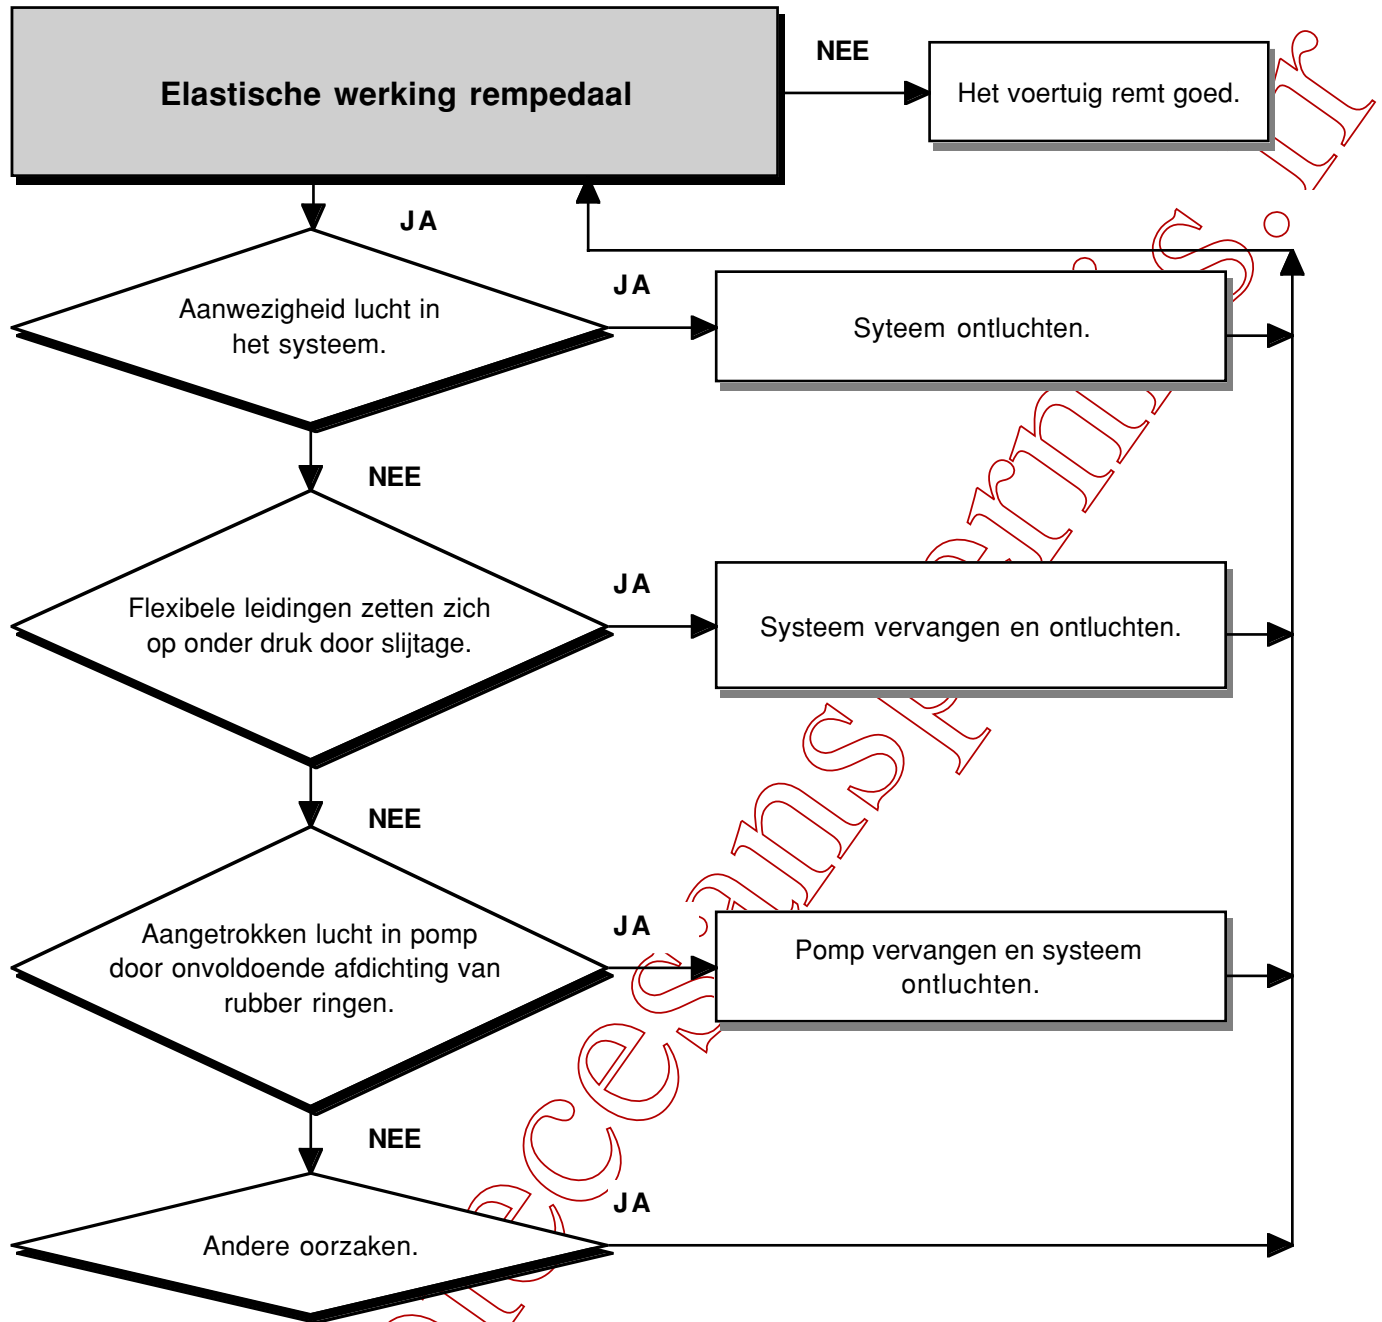 Elastische werking rempedaal
NEE
Het voertuig remt goed.
JA
Aanwezigheid lucht in
het systeem.
JA
Syteem ontluchten.
NEE
Flexibele leidingen zetten zich
op onder druk door slijtage.
JA
Systeem vervangen en ontluchten.
NEE
Aangetrokken lucht in pomp
door onvoldoende afdichting van
rubber ringen.
JA
Pomp vervangen en systeem
ontluchten.
NEE
Andere oorzaken.
JA